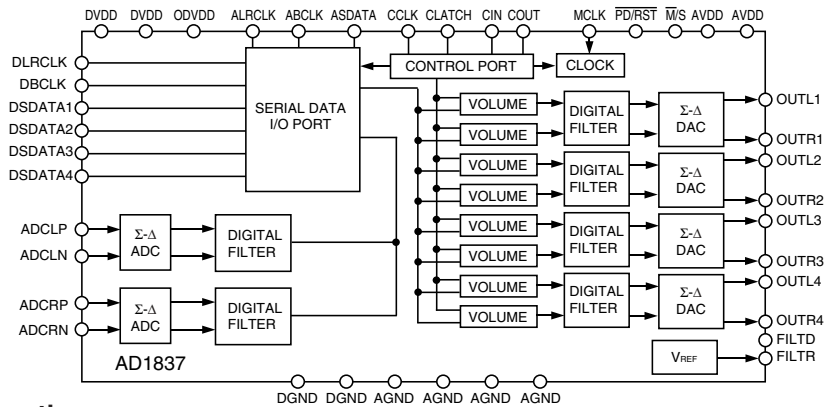 DVDD DVDD ODVDD ALRCLK ABCLK ASDATA CCLK CLATCH CIN COUT MCLK PD/RST M/S AVDD AVDD
DLRCLK
DBCLK
DSDATA1
DSDATA2
DSDATA3
DSDATA4
SERIAL DATA
I/O PORT
CONTROL PORT
CLOCK
VOLUME
VOLUME
DIGITAL
FILTER
Σ-Δ
DAC
OUTL1
OUTR1
VOLUME
VOLUME
DIGITAL
FILTER
Σ-Δ
DAC
OUTL2
OUTR2
VOLUME
VOLUME
DIGITAL
FILTER
Σ-Δ
DAC
OUTL3
OUTR3
VOLUME
VOLUME
DIGITAL
FILTER
Σ-Δ
DAC
OUTL4
OUTR4
ADCLP
ADCLN
Σ-Δ
ADC
DIGITAL
FILTER
ADCRP
ADCRN
Σ-Δ
ADC
DIGITAL
FILTER
AD1837
VREF
FILTD
FILTR
DGND DGND AGND AGND AGND AGND